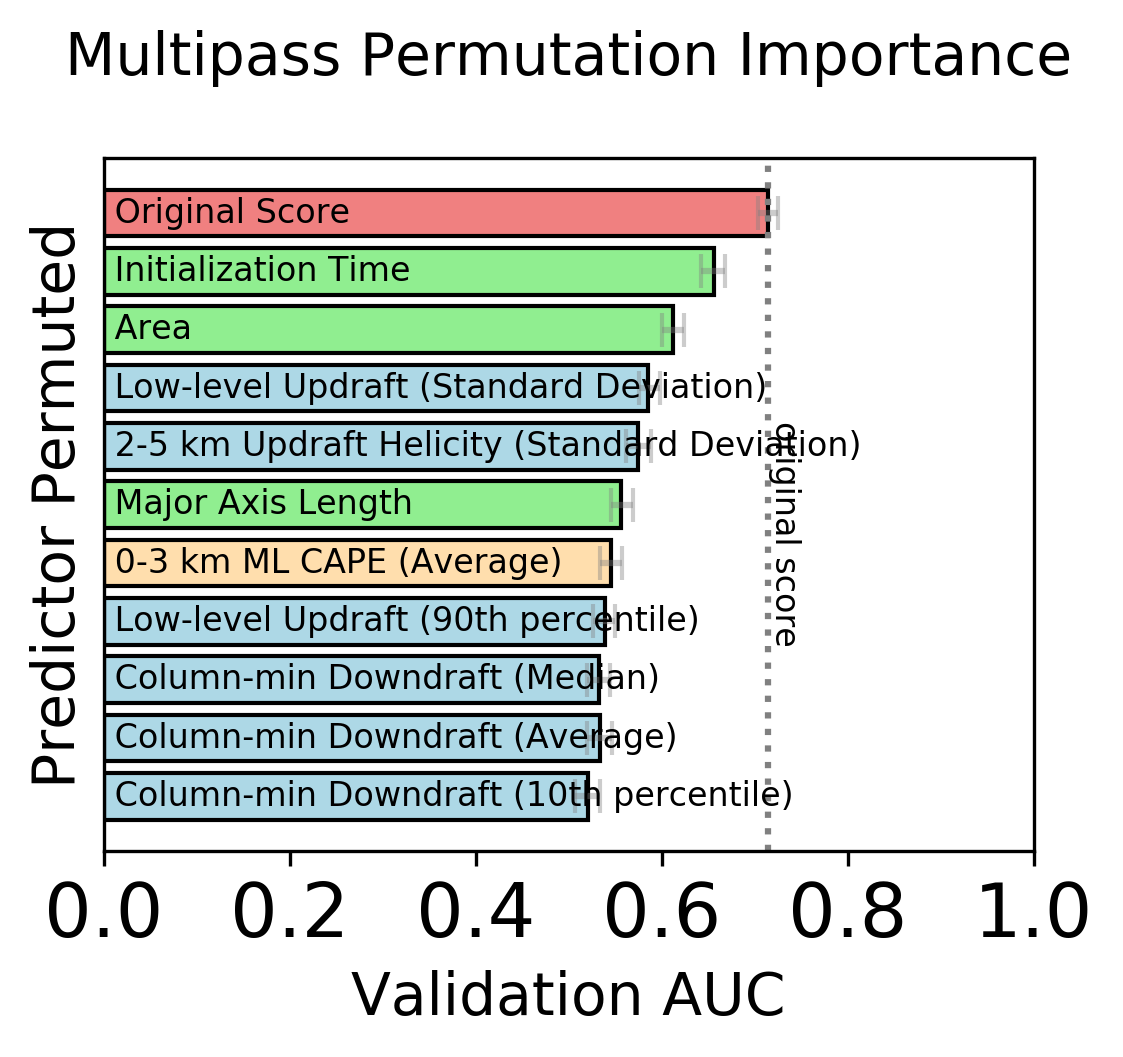 Multipass Permutation Importance
Predictor Permuted
Original Score
Initialization Time
Area
Low-level Updraft (Standard Deviation)
2-5 km Updraft Helicity (Standard Deviation)
Major Axis Length
0-3 km ML CAPE (Average)
Low-level Updraft (90th percentile)
Column-min Downdraft (Median)
Column-min Downdraft (Average)
Column-min Downdraft (10th percentile)
original score
0.0 0.2 0.4 0.6 0.8 1.0
Validation AUC